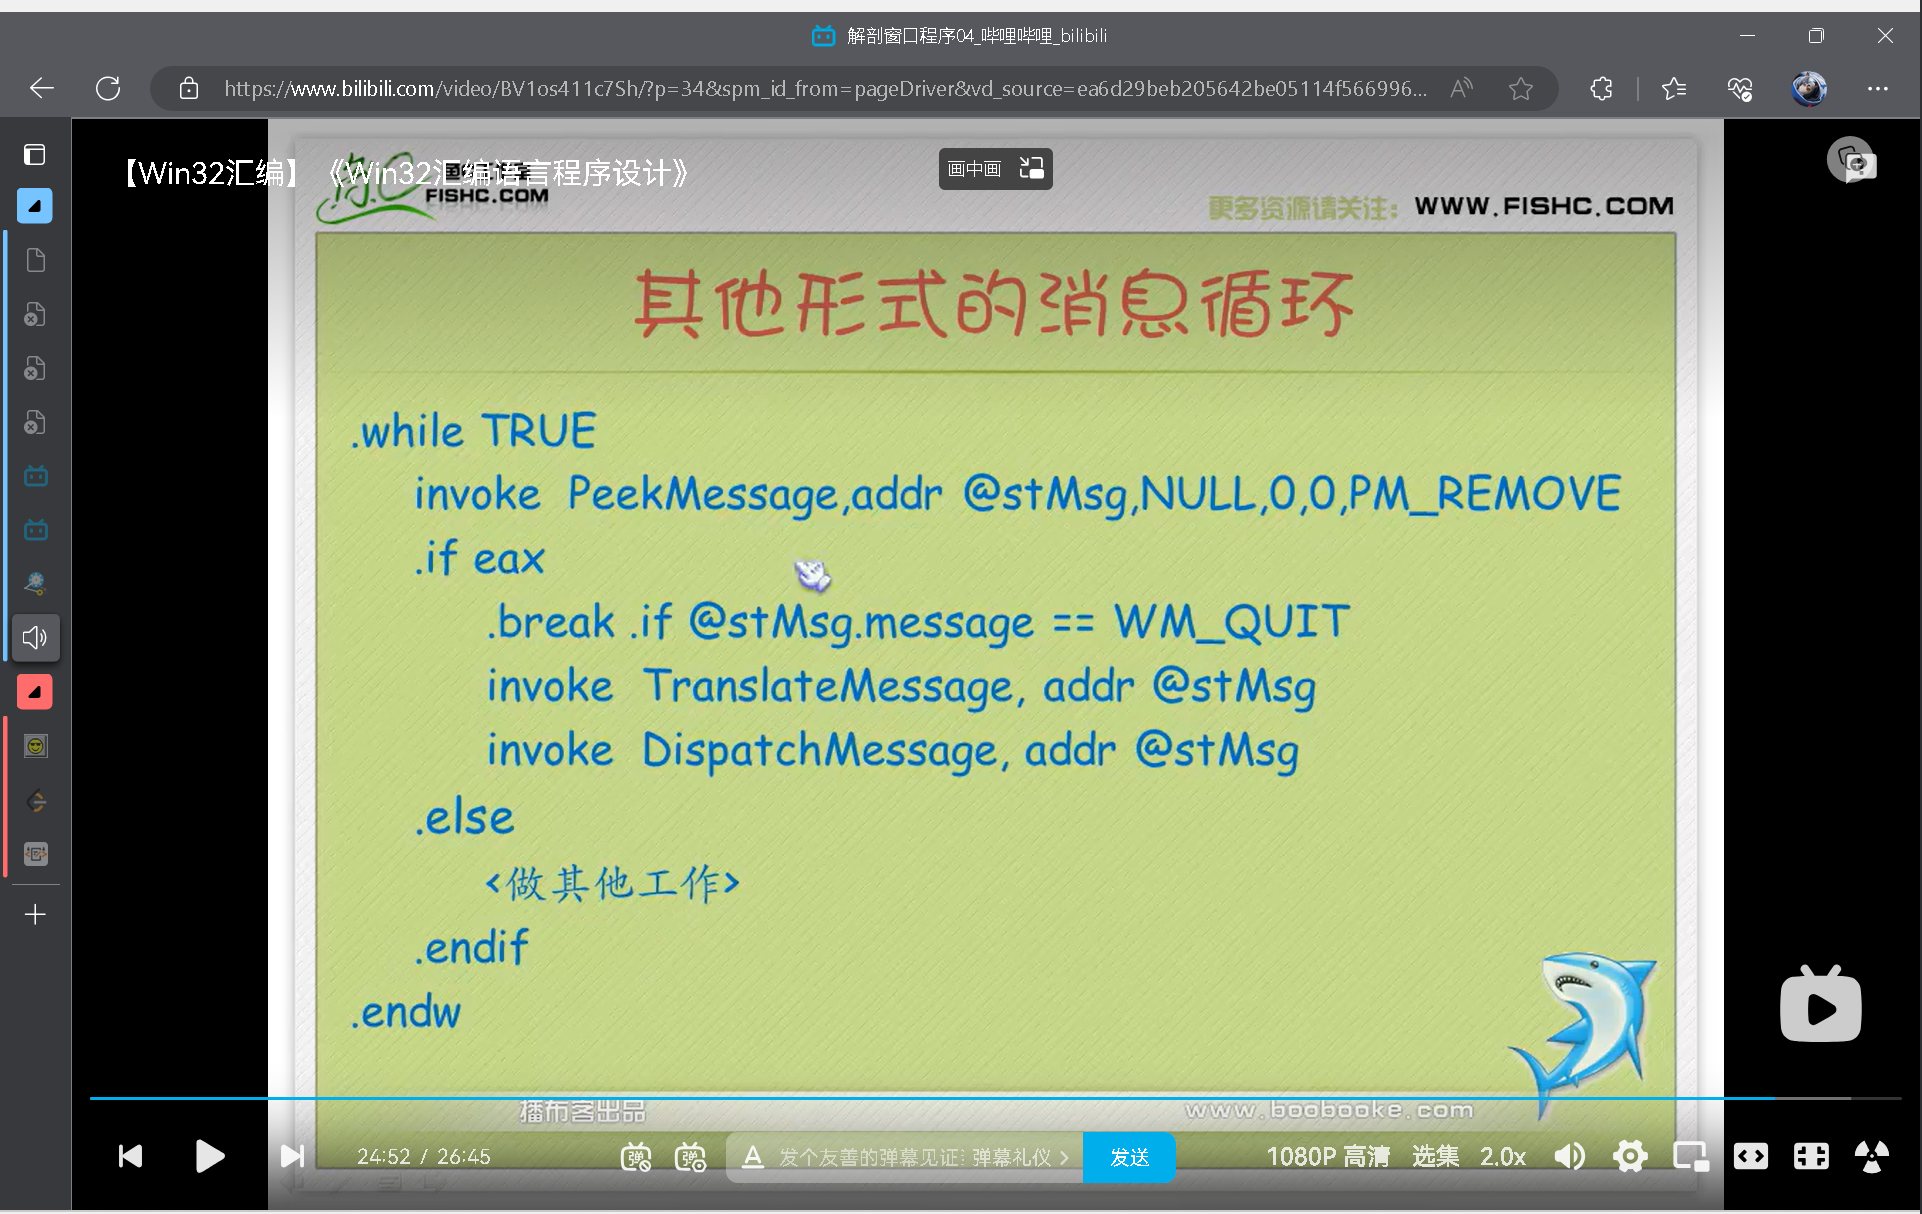 解剖窗口程序04_哔哩哔哩_bilibili
https://www.bilibili.com/video/BV1os411c7Sh/?p=34&spm_id_from=pageDriver&vd_source=ea6d29beb205642be05114f566996...
【Win32汇编】《Win32汇编语言程序设计》
画中画
FISHC.COM
更多资源请关注：WWW.FISHC.COM
其他形式的消息循环
.while TRUE
invoke PeekMessage,addr @stMsg,NULL,0,0,PM_REMOVE
.if eax
.break .if @stMsg.message == WM_QUIT
invoke TranslateMessage, addr @stMsg
invoke DispatchMessage, addr @stMsg
.else
<做其他工作>
.endif
.endw
播布客出品
www.boobooke.com
24:52 / 26:45
发个友善的弹幕见证 弹幕礼仪 >
发送
1080P 高清
选集
2.0x